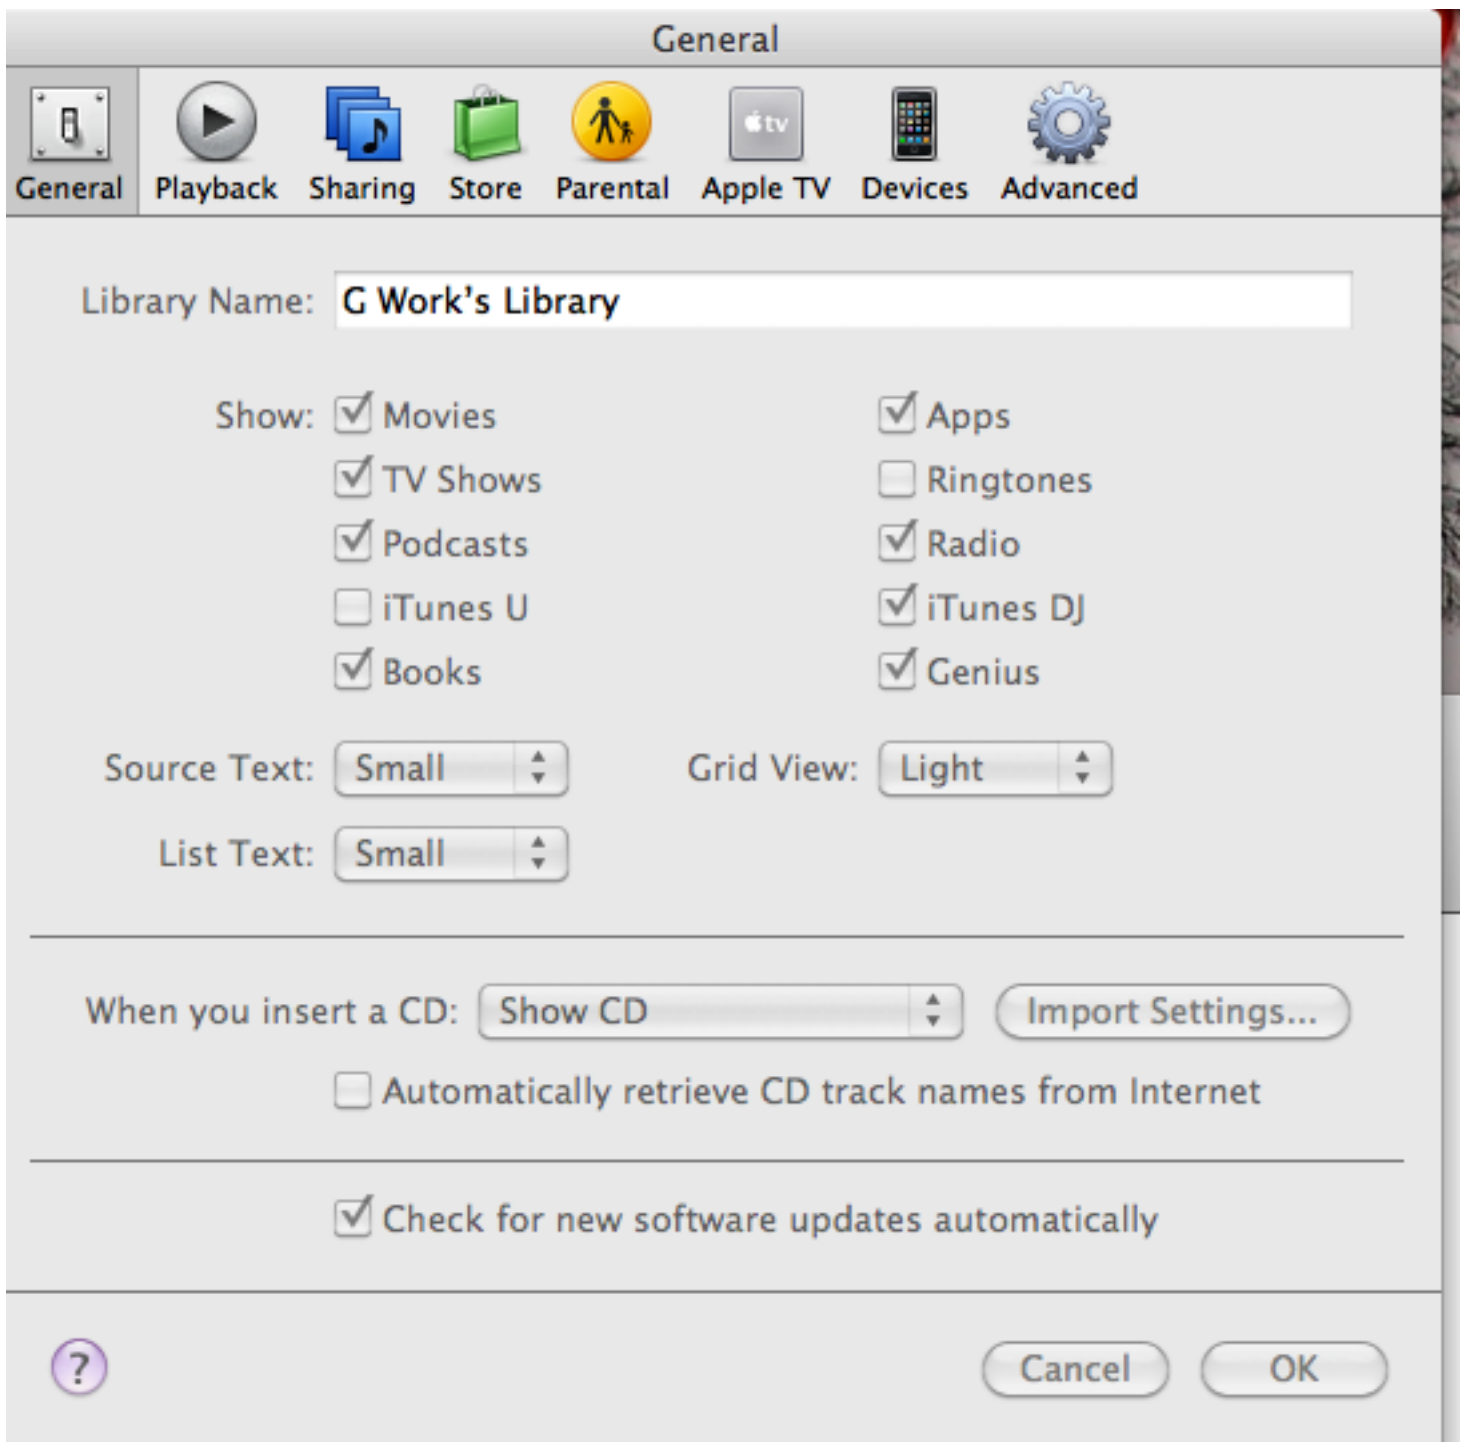 General
tv
General Playback Sharing Store Parental Apple TV Devices Advanced
Library Name: G Work's Library
Show: Movies Apps
TV Shows Ringtones
Podcasts Radio
iTunes U iTunes DJ
Books Genius
Source Text: Small Grid View: Light
List Text: Small
When you insert a CD: Show CD Import Settings...
Automatically retrieve CD track names from Internet
Check for new software updates automatically
? Cancel OK